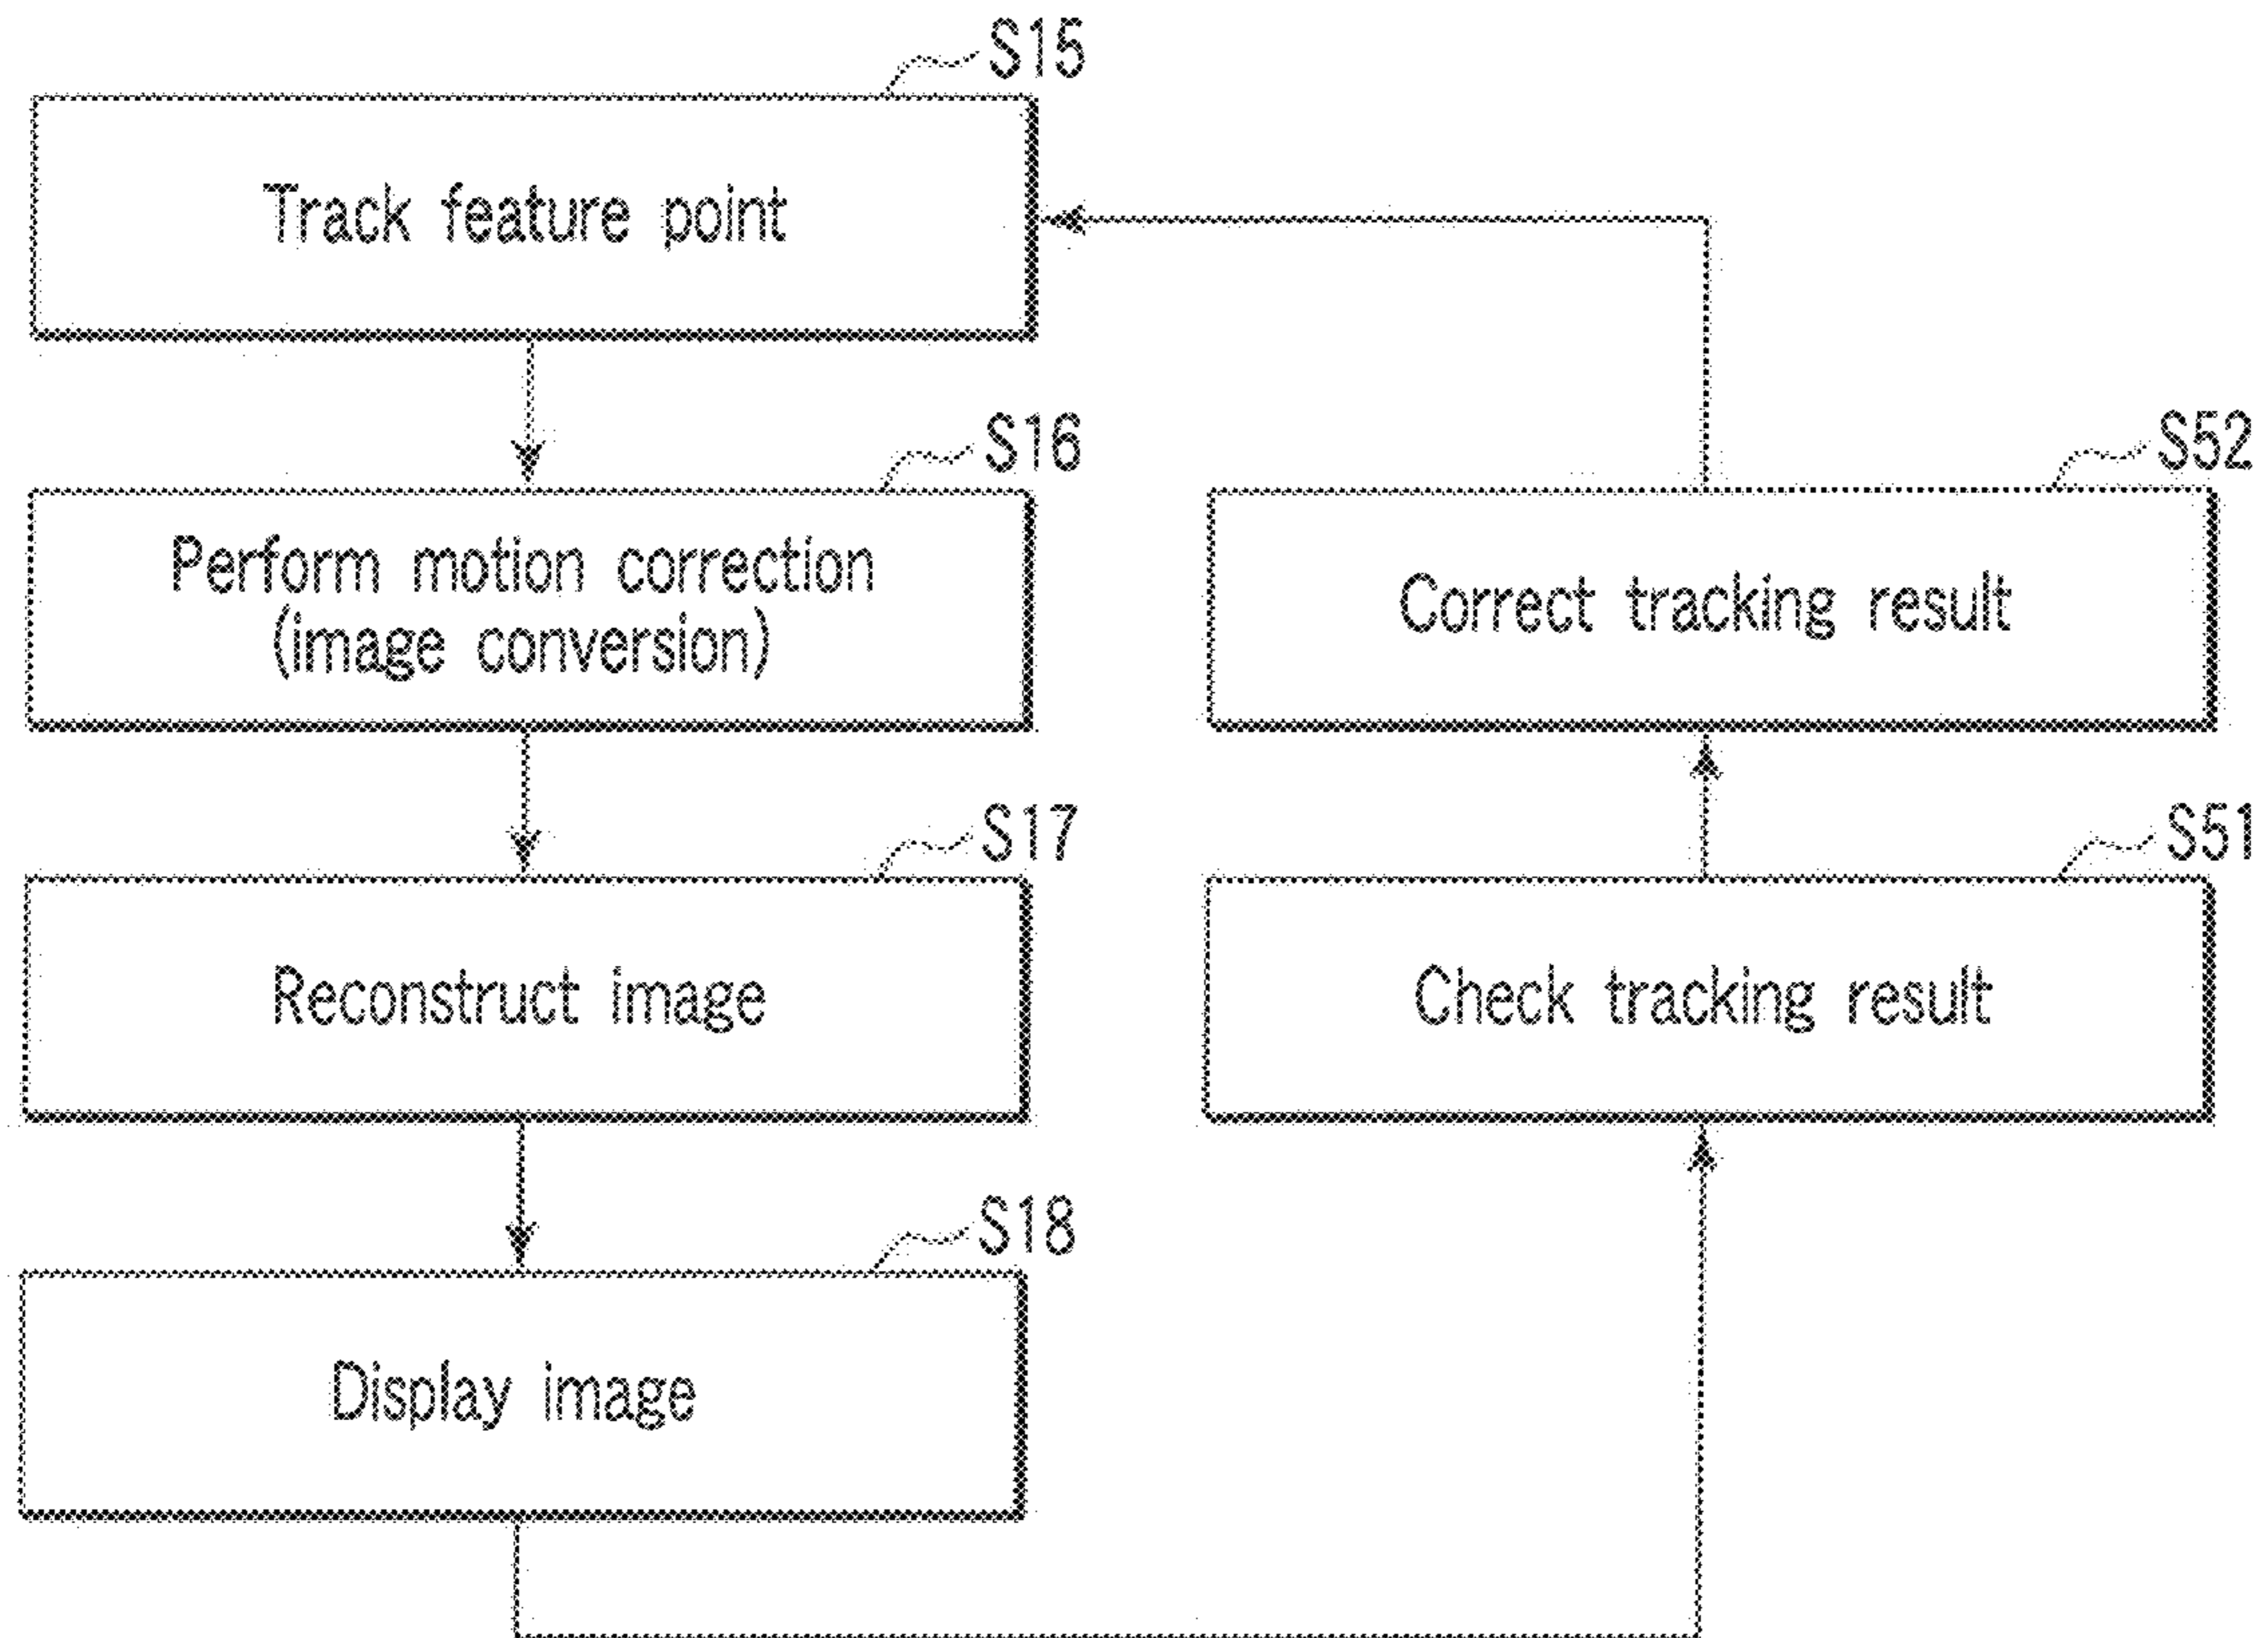 S15
Track feature point
S16
Perform motion correction
(image conversion)
S17
Reconstruct image
S18
Display image
S52
Correct tracking result
S51
Check tracking result